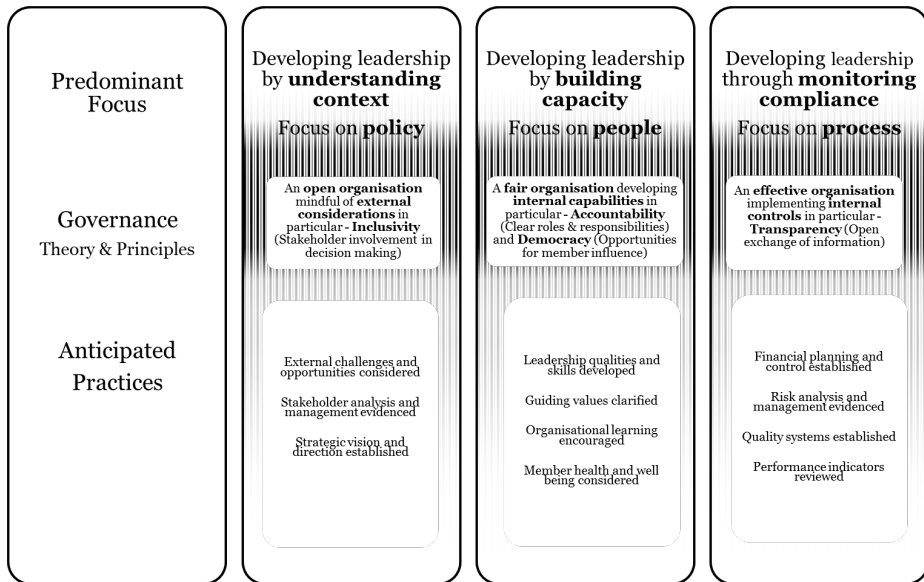 Predominant
Focus
Governance
Theory & Principles
Anticipated
Practices
Developing leadership
by understanding
context
Focus on policy
An open organisation
mindful of external
considerations in
particular - Inclusivity
(Stakeholder involvement in
decision making)
External challenges and
opportunities considered
Stakeholder analysis and
management evidenced
Strategic vision and
direction established
Developing leadership
by building
capacity
Focus on people
A fair organisation developing
internal capabilities in
particular - Accountability
(Clear roles & responsibilities)
and Democracy (Opportunities
for member influence)
Leadership qualities and
skills developed
Guiding values clarified
Organisational learning
encouraged
Member health and well
being considered
Developing leadership
through monitoring
compliance
Focus on process
An effective organisation
implementing internal
controls in particular -
Transparency (Open
exchange of information)
Financial planning and
control established
Risk analysis and
management evidenced
Quality systems established
Performance indicators
reviewed